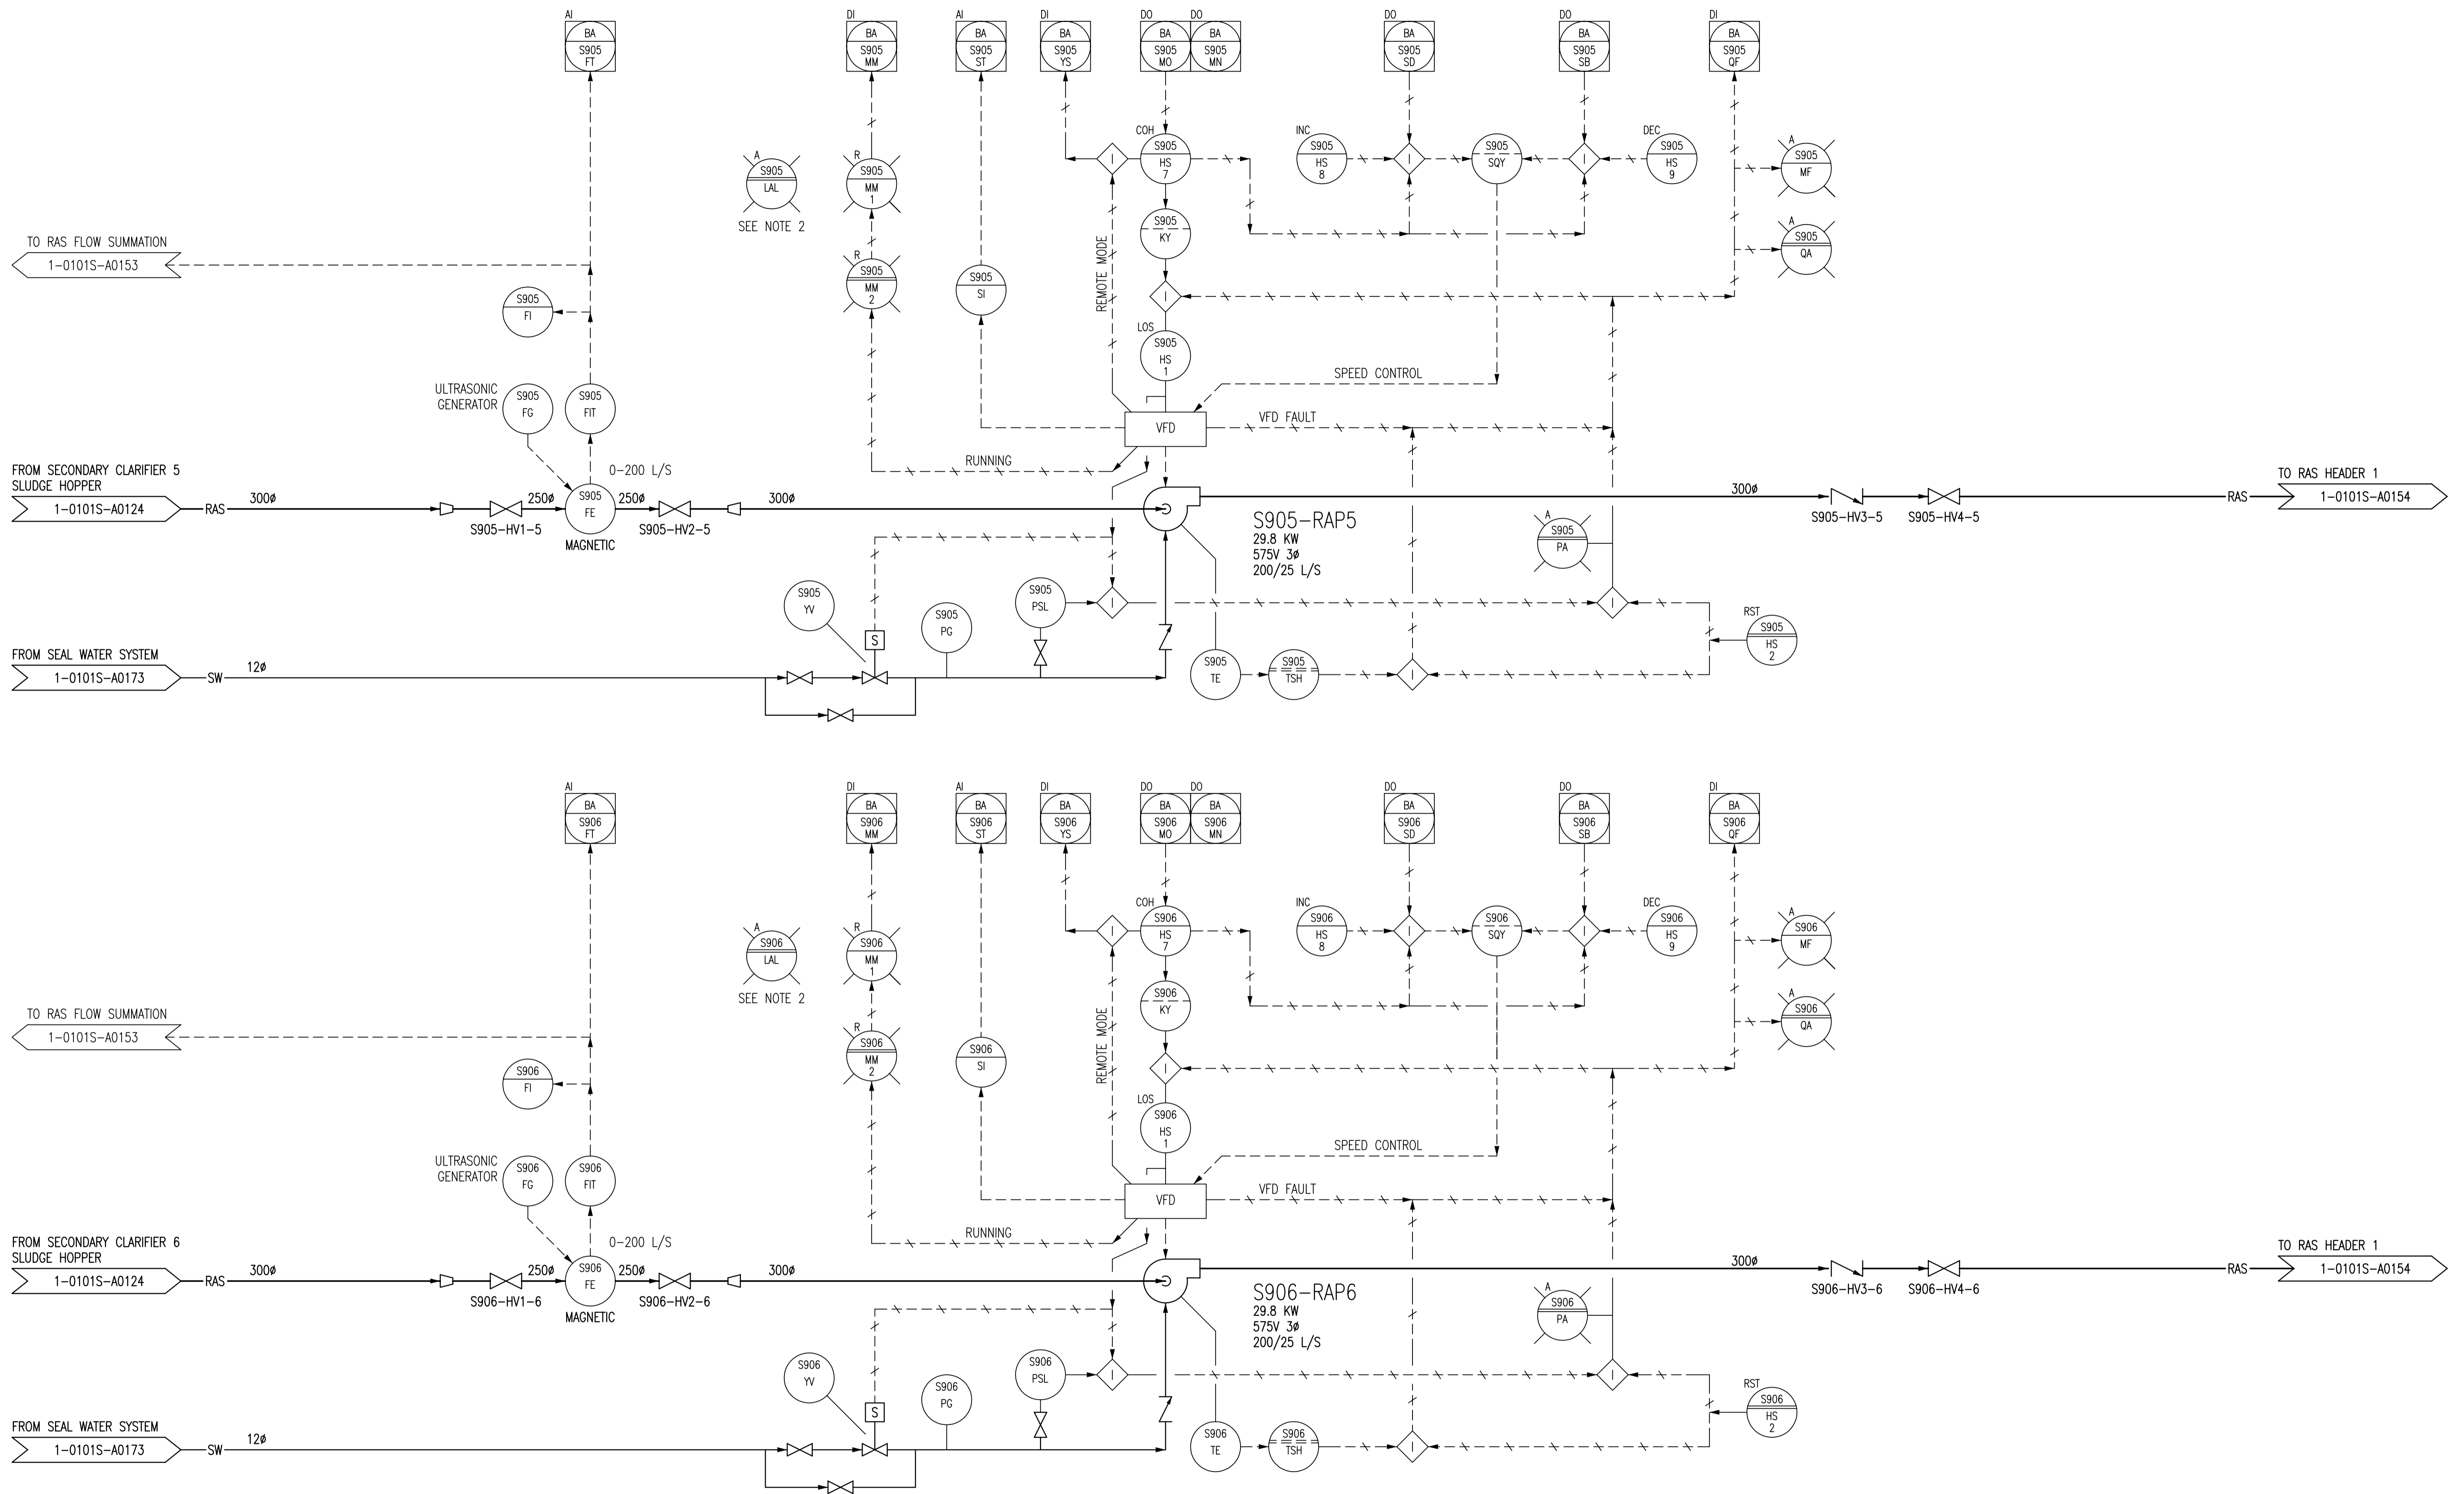 AI
BA
S905
FT
DI
BA
S905
MM
AI
BA
S905
ST
DI
BA
S905
YS
DO
BA
S905
MO
DO
BA
S905
MN
DO
BA
S905
SD
DO
BA
S905
SB
DI
BA
S905
QF
A
S905
LAL
SEE NOTE 2
R
S905
MM
1
R
S905
MM
2
COH
S905
HS
7
I
INC
S905
HS
8
I
S905
SQY
I
DEC
S905
HS
9
A
S905
MF
A
S905
QA
S905
KY
REMOTE MODE
I
TO RAS FLOW SUMMATION
1-0101S-A0153
S905
FI
S905
SI
LOS
S905
HS
1
SPEED CONTROL
ULTRASONIC
GENERATOR
S905
FG
S905
FIT
VFD
VFD FAULT
RUNNING
FROM SECONDARY CLARIFIER 5
SLUDGE HOPPER
1-0101S-A0124
RAS
300ø
S905-HV1-5
250ø
0-200 L/S
S905
FE
MAGNETIC
250ø
S905-HV2-5
300ø
S905-RAP5
29.8 KW
575V 3ø
200/25 L/S
300ø
S905-HV3-5
S905-HV4-5
RAS
TO RAS HEADER 1
1-0101S-A0154
A
S905
PA
S905
YV
S
S905
PG
S905
PSL
I
I
RST
S905
HS
2
FROM SEAL WATER SYSTEM
1-0101S-A0173
SW
12ø
S905
TE
S905
TSH
I
AI
BA
S906
FT
DI
BA
S906
MM
AI
BA
S906
ST
DI
BA
S906
YS
DO
BA
S906
MO
DO
BA
S906
MN
DO
BA
S906
SD
DO
BA
S906
SB
DI
BA
S906
QF
A
S906
LAL
SEE NOTE 2
R
S906
MM
1
R
S906
MM
2
COH
S906
HS
7
I
INC
S906
HS
8
I
S906
SQY
I
DEC
S906
HS
9
A
S906
MF
A
S906
QA
S906
KY
REMOTE MODE
I
TO RAS FLOW SUMMATION
1-0101S-A0153
S906
FI
S906
SI
LOS
S906
HS
1
SPEED CONTROL
ULTRASONIC
GENERATOR
S906
FG
S906
FIT
VFD
VFD FAULT
RUNNING
FROM SECONDARY CLARIFIER 6
SLUDGE HOPPER
1-0101S-A0124
RAS
300ø
S906-HV1-6
250ø
0-200 L/S
S906
FE
MAGNETIC
250ø
S906-HV2-6
300ø
S906-RAP6
29.8 KW
575V 3ø
200/25 L/S
300ø
S906-HV3-6
S906-HV4-6
RAS
TO RAS HEADER 1
1-0101S-A0154
A
S906
PA
S906
YV
S
S906
PG
S906
PSL
I
I
RST
S906
HS
2
FROM SEAL WATER SYSTEM
1-0101S-A0173
SW
12ø
S906
TE
S906
TSH
I